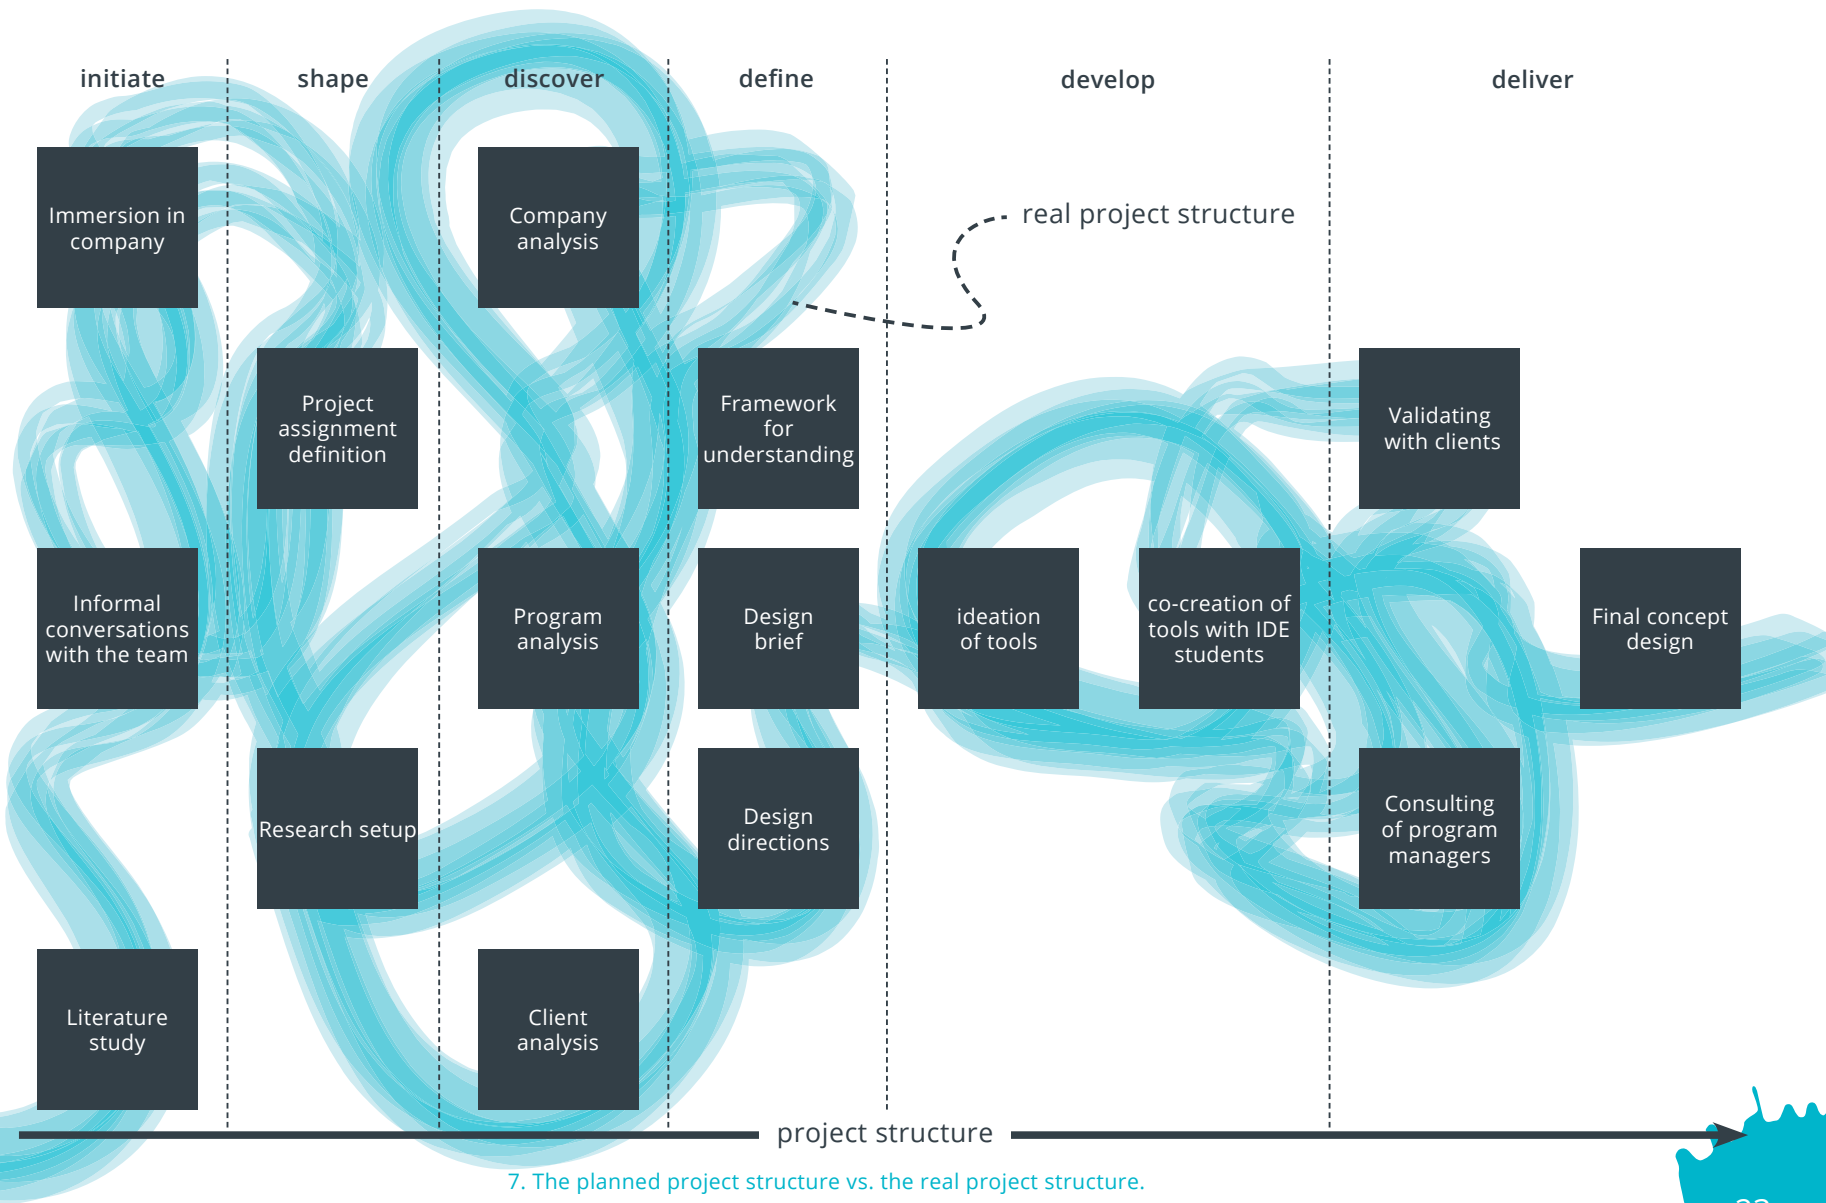 initiate
shape
discover
define
develop
deliver
Immersion in
company
Informal
conversations
with the team
Literature
study
Project
assignment
definition
Research setup
Company
analysis
Program
analysis
Client
analysis
Framework
for
understanding
Design
brief
Design
directions
real project structure
ideation
of tools
co-creation of
tools with IDE
students
Validating
with clients
Consulting
of program
managers
Final concept
design
project structure
7. The planned project structure vs. the real project structure.